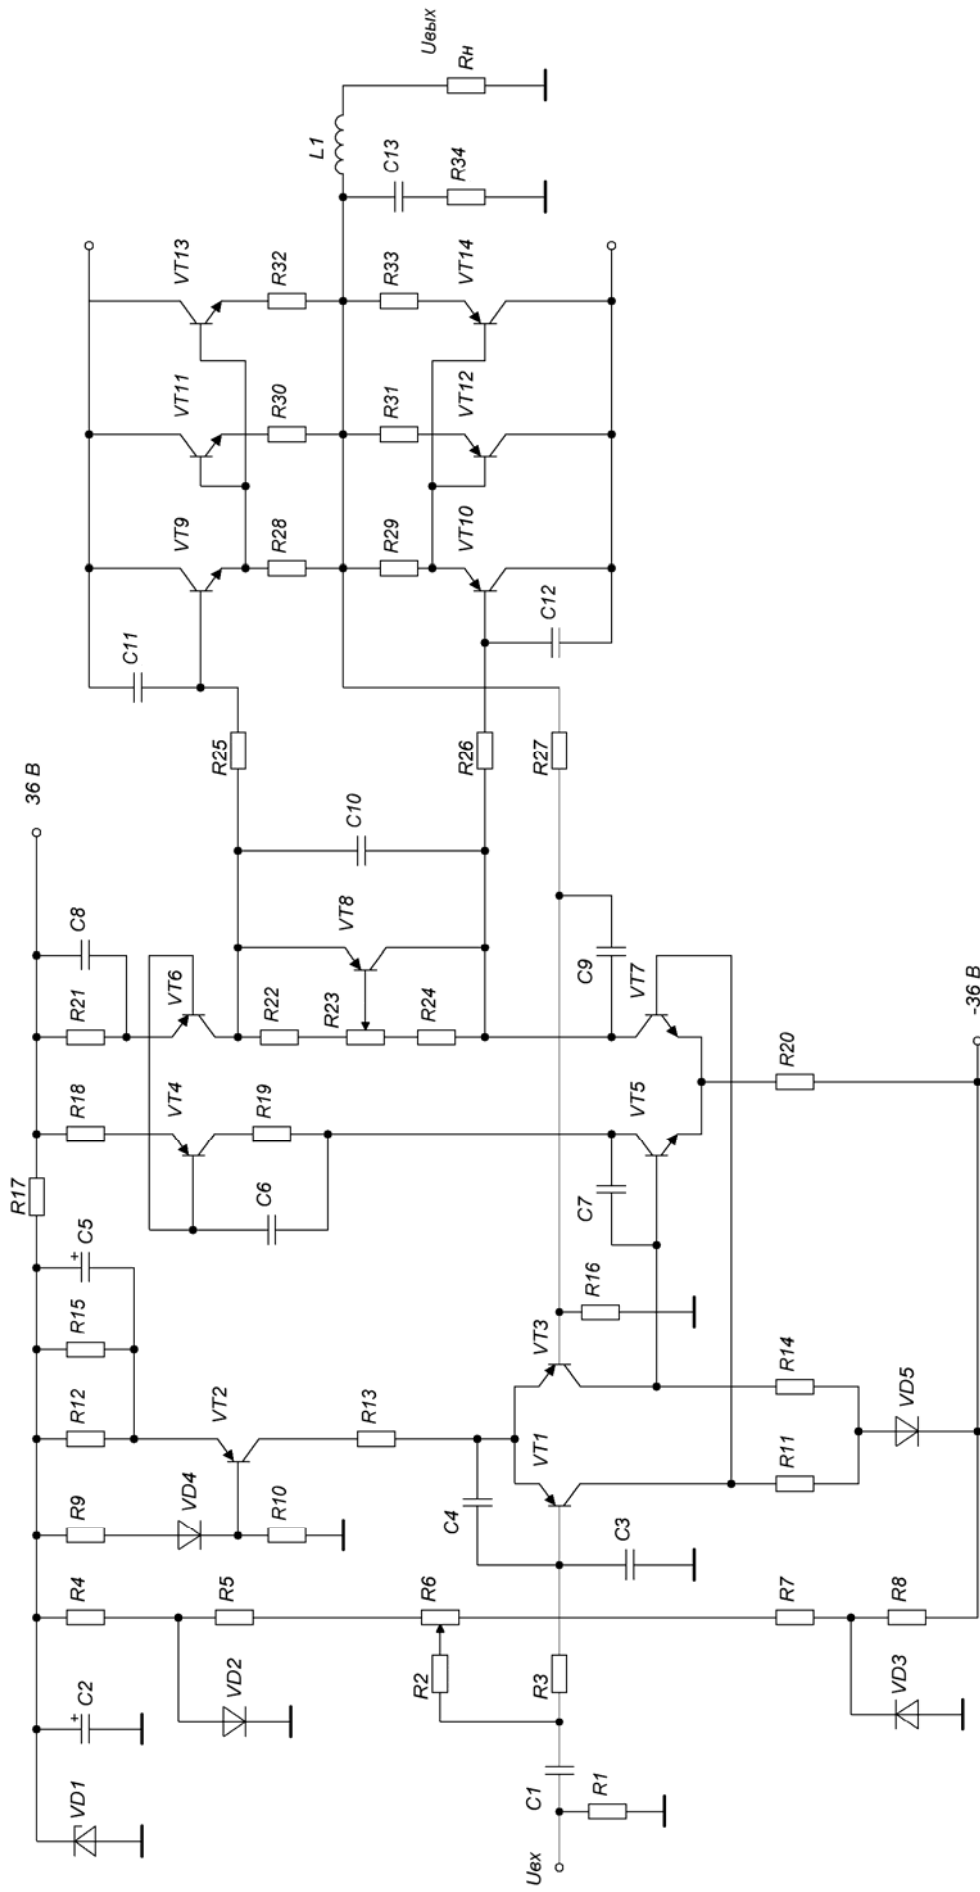 Uвх
C1
R1
VD1
C2
+
R4
VD2
R5
R2
R6
R3
R7
VD3
R8
R9
VD4
R10
C4
C3
R12
R15
C5
+
VT2
R13
VT1
VT3
R16
R11
R14
VD5
R17
R18
VT4
R19
C6
C7
VT5
R20
-36 В
R21
C8
VT6
36 В
R22
R23
R24
VT8
C10
C9
VT7
R25
R26
R27
C11
C12
VT9
VT11
VT13
R28
R30
R32
R29
R31
R33
VT10
VT12
VT14
L1
C13
R34
Rн
Uвых